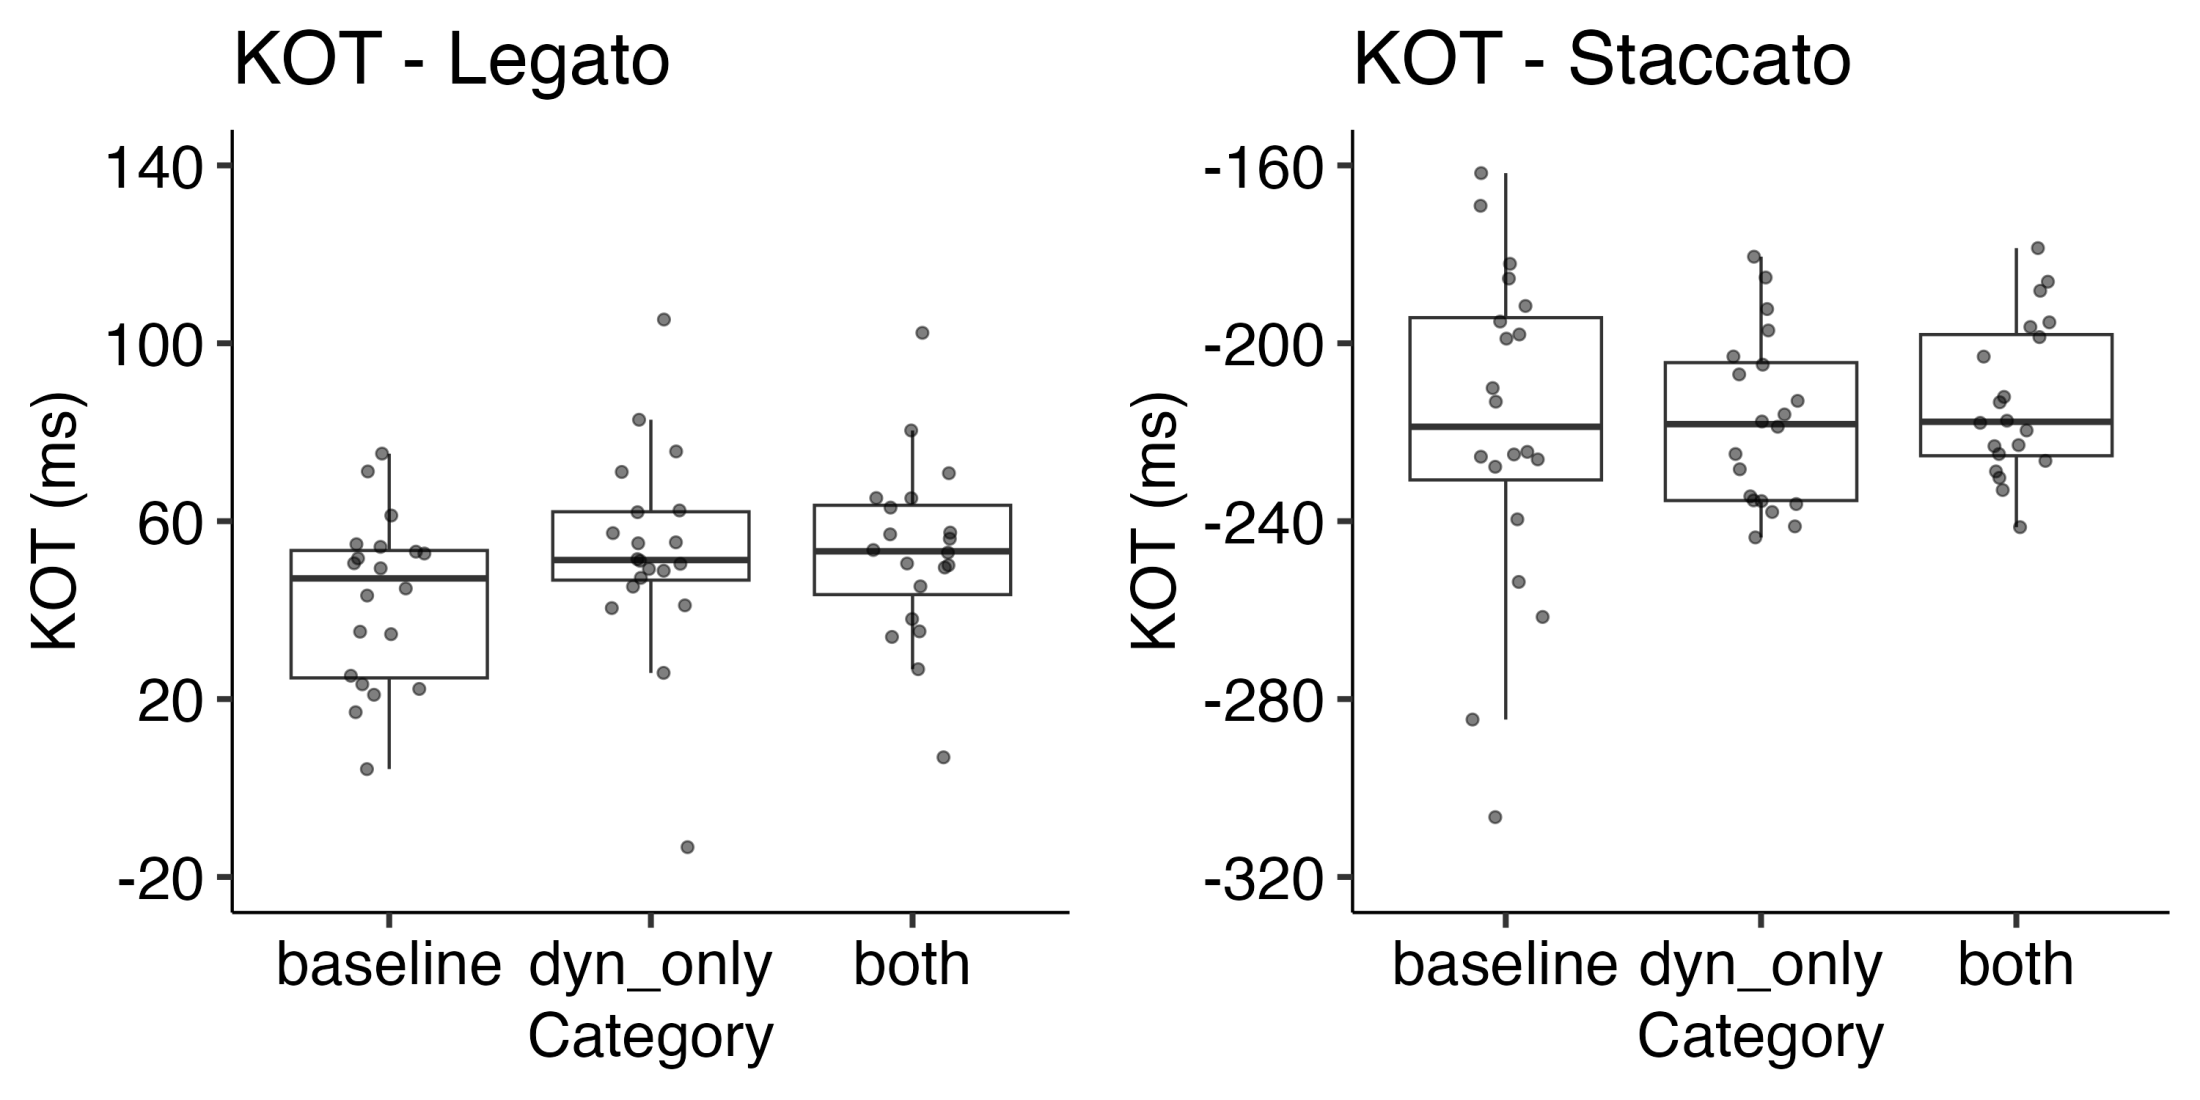 KOT - Legato
KOT (ms)
140
100
60
20
-20
baseline dyn_only both
Category
KOT - Staccato
KOT (ms)
-160
-200
-240
-280
-320
baseline dyn_only both
Category